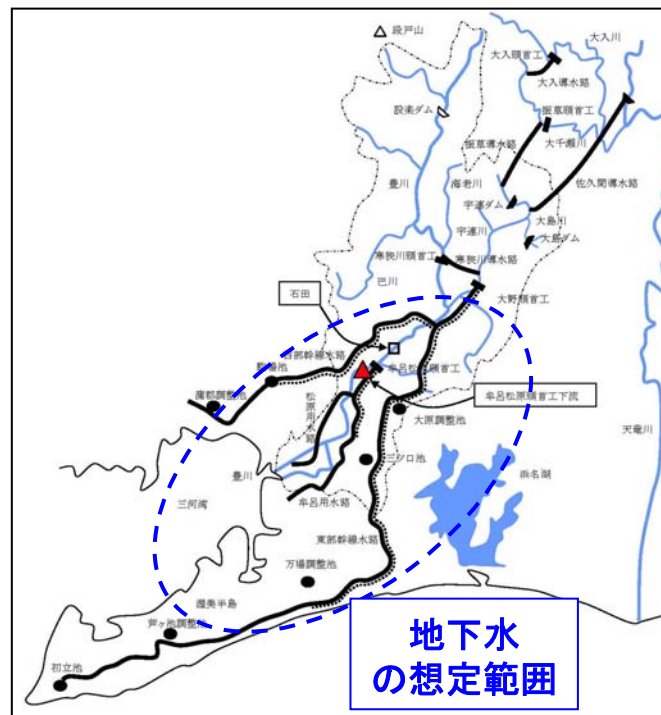 段戸山
大入川
大入頭首工
大入導水路
設楽ダム
振草頭首工
振草導水路
大千瀬川
豊川
海老川
佐久間導水路
宇連ダム
大島川
宇連川
大島ダム
寒狭川頭首工
寒狭川導水路
巴川
石田
大野頭首工
西部幹線水路
駒場池
牟呂松原頭首工
蒲郡調整池
牟呂松原頭首工下流
松原用水路
大原調整池
天竜川
三ツ口池
豊川
浜名湖
三河湾
牟呂用水路
東部幹線水路
万場調整池
渥美半島
芦ヶ池調整池
初立池
地下水
の想定範囲